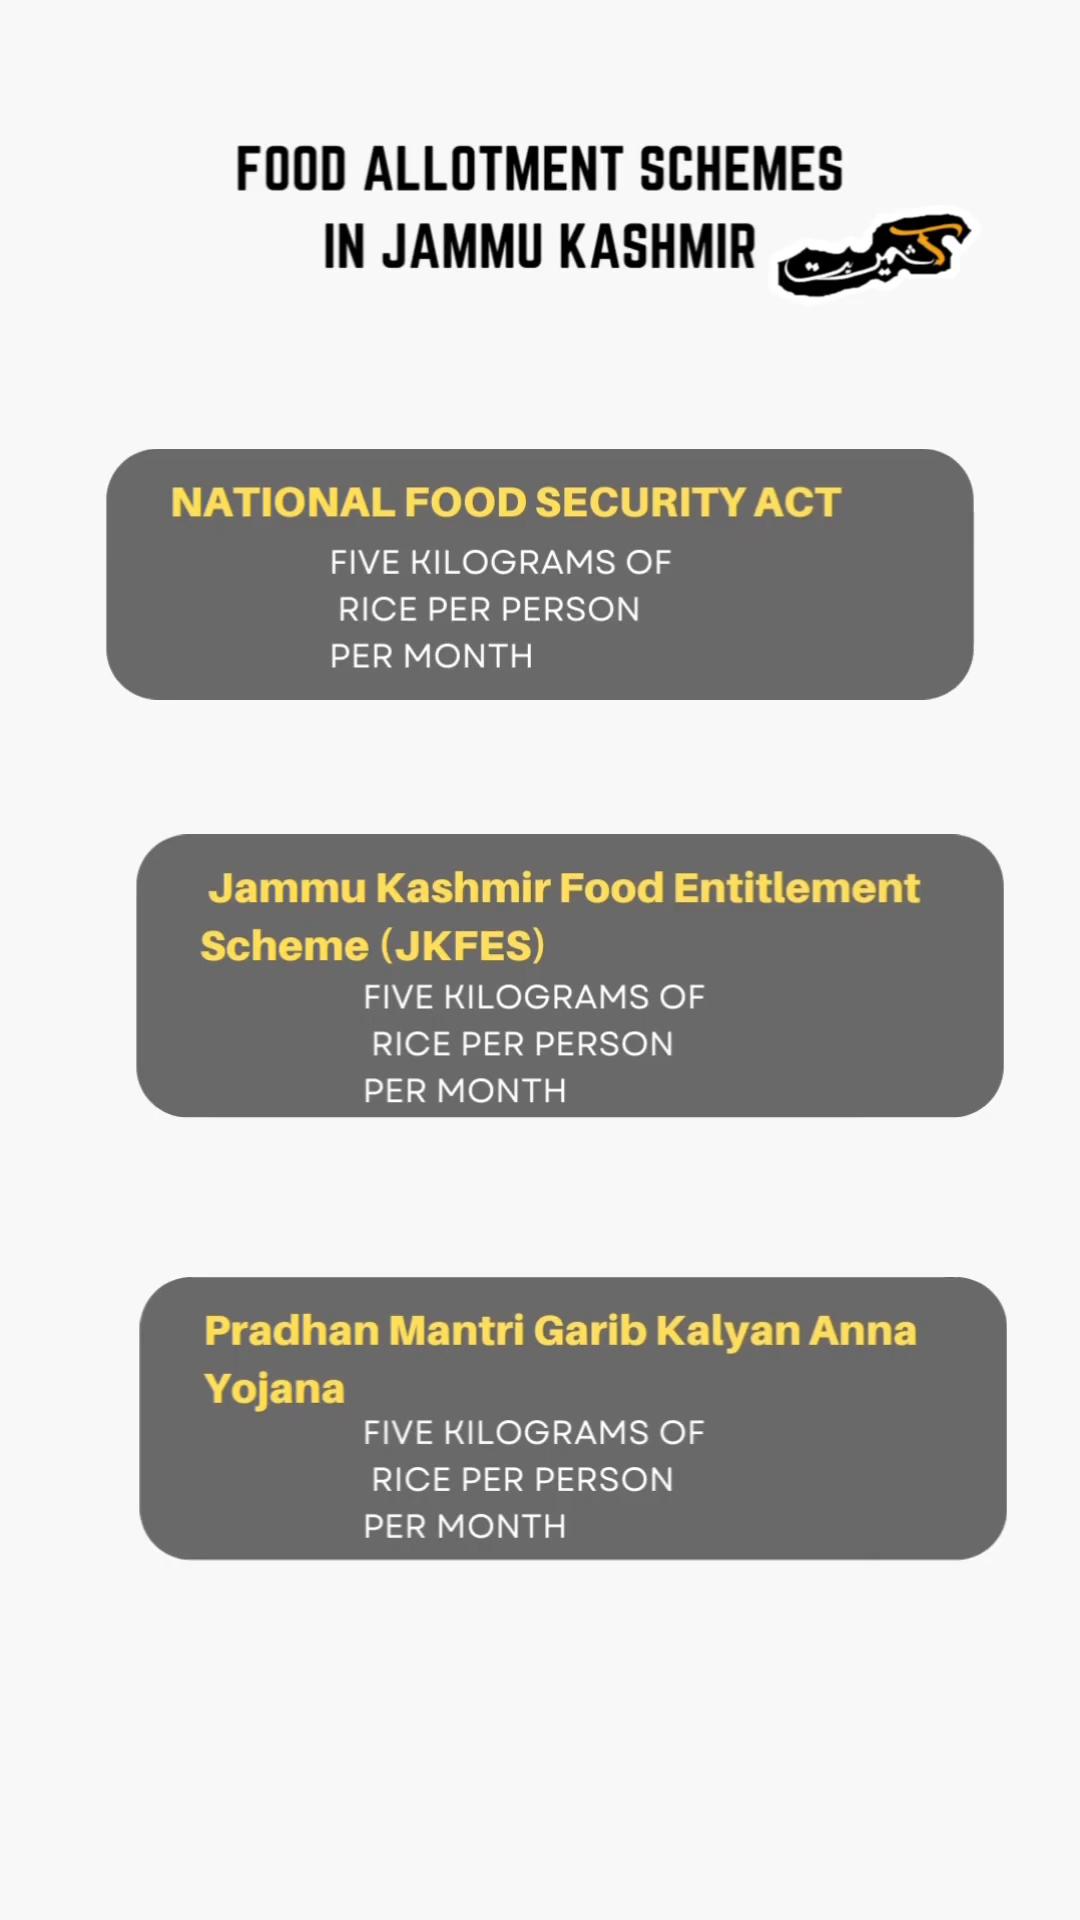 FOOD ALLOTMENT SCHEMES
IN JAMMU KASHMIR
کشمیریت
NATIONAL FOOD SECURITY ACT
FIVE KILOGRAMS OF
RICE PER PERSON
PER MONTH
Jammu Kashmir Food Entitlement
Scheme (JKFES)
FIVE KILOGRAMS OF
RICE PER PERSON
PER MONTH
Pradhan Mantri Garib Kalyan Anna
Yojana
FIVE KILOGRAMS OF
RICE PER PERSON
PER MONTH